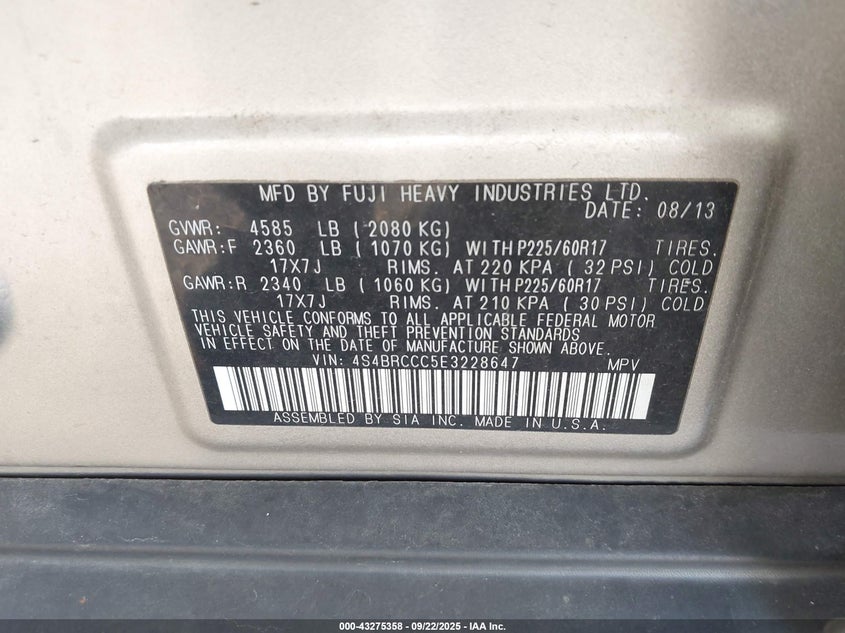 MFD BY FUJI HEAVY INDUSTRIES LTD.
DATE: 08/13
GVWR: 4585 LB ( 2080 KG)
GAWR:F 2360 LB ( 1070 KG) WITH P225/60R17 TIRES.
17X7J RIMS. AT 220 KPA ( 32 PSI) COLD
GAWR:R 2340 LB ( 1060 KG) WITH P225/60R17 TIRES.
17X7J RIMS. AT 210 KPA ( 30 PSI) COLD
THIS VEHICLE CONFORMS TO ALL APPLICABLE FEDERAL MOTOR
VEHICLE SAFETY AND THEFT PREVENTION STANDARDS
IN EFFECT ON THE DATE OF MANUFACTURE SHOWN ABOVE.
VIN: 4S4BRCCC5E3228647 MPV
ASSEMBLED BY SIA INC. MADE IN U.S.A.
000-43275358 - 09/22/2025 - IAA Inc.